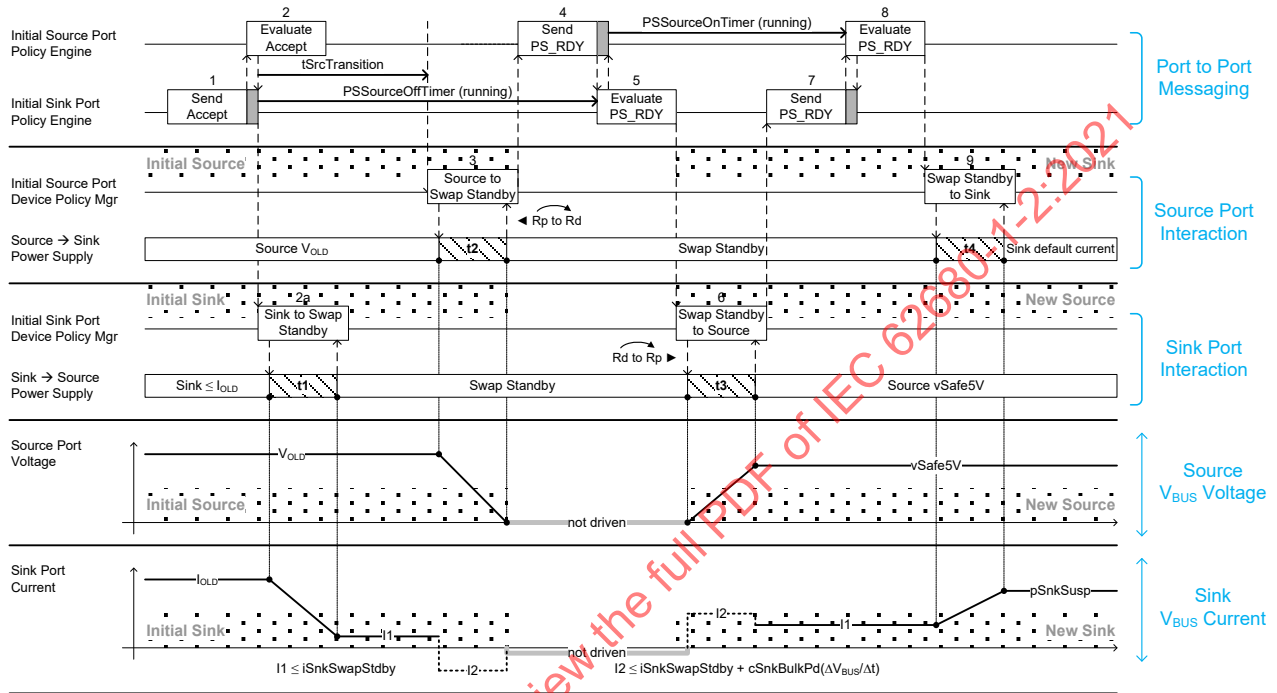 2
4
8
Initial Source Port
Policy Engine
Evaluate
Accept
Send
PS_RDY
PSSourceOnTimer (running)
Evaluate
PS_RDY
tSrcTransition
Port to Port
Messaging
1
5
7
Initial Sink Port
Policy Engine
Send
Accept
PSSourceOffTimer (running)
Evaluate
PS_RDY
Send
PS_RDY
Initial Source
New Sink
3
9
Initial Source Port
Device Policy Mgr
Source to
Swap Standby
Swap Standby
to Sink
Rp to Rd
Source Port
Interaction
Source → Sink
Power Supply
Source VOLD
t2
Swap Standby
t4
Sink default current
Initial Sink
New Source
2a
6
Initial Sink Port
Device Policy Mgr
Sink to Swap
Standby
Swap Standby
to Source
Rd to Rp
Sink Port
Interaction
Sink → Source
Power Supply
Sink ≤ IOLD
t1
Swap Standby
t3
Source vSafe5V
Source Port
Voltage
VOLD
vSafe5V
Initial Source
New Source
not driven
Source
VBUS Voltage
Sink Port
Current
IOLD
pSnkSusp
I2
Initial Sink
I1
I1
New Sink
not driven
I2
I1 ≤ iSnkSwapStdby
I2 ≤ iSnkSwapStdby + cSnkBulkPd(ΔVBUS/Δt)
Sink
VBUS Current
iew the full PDF of IEC 62680-1-2:2021